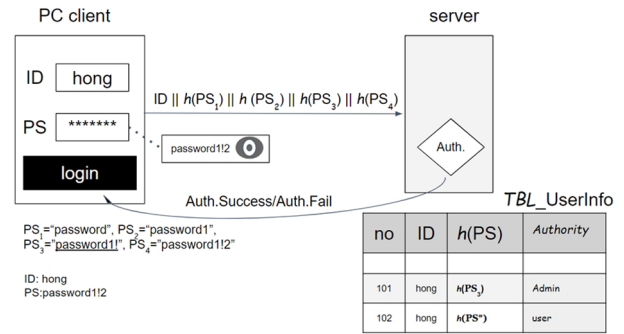 PC client
server
ID hong
PS *******
password1!2
login
ID || h(PS₁) || h (PS₂) || h(PS₃) || h(PS₄)
Auth.
Auth.Success/Auth.Fail
PS₁="password", PS₂="password1",
PS₃="password1!", PS₄="password1!2"
ID: hong
PS:password1!2
TBL_UserInfo
no ID h(PS) Authority
101 hong h(PS₃) Admin
102 hong h(PS") user